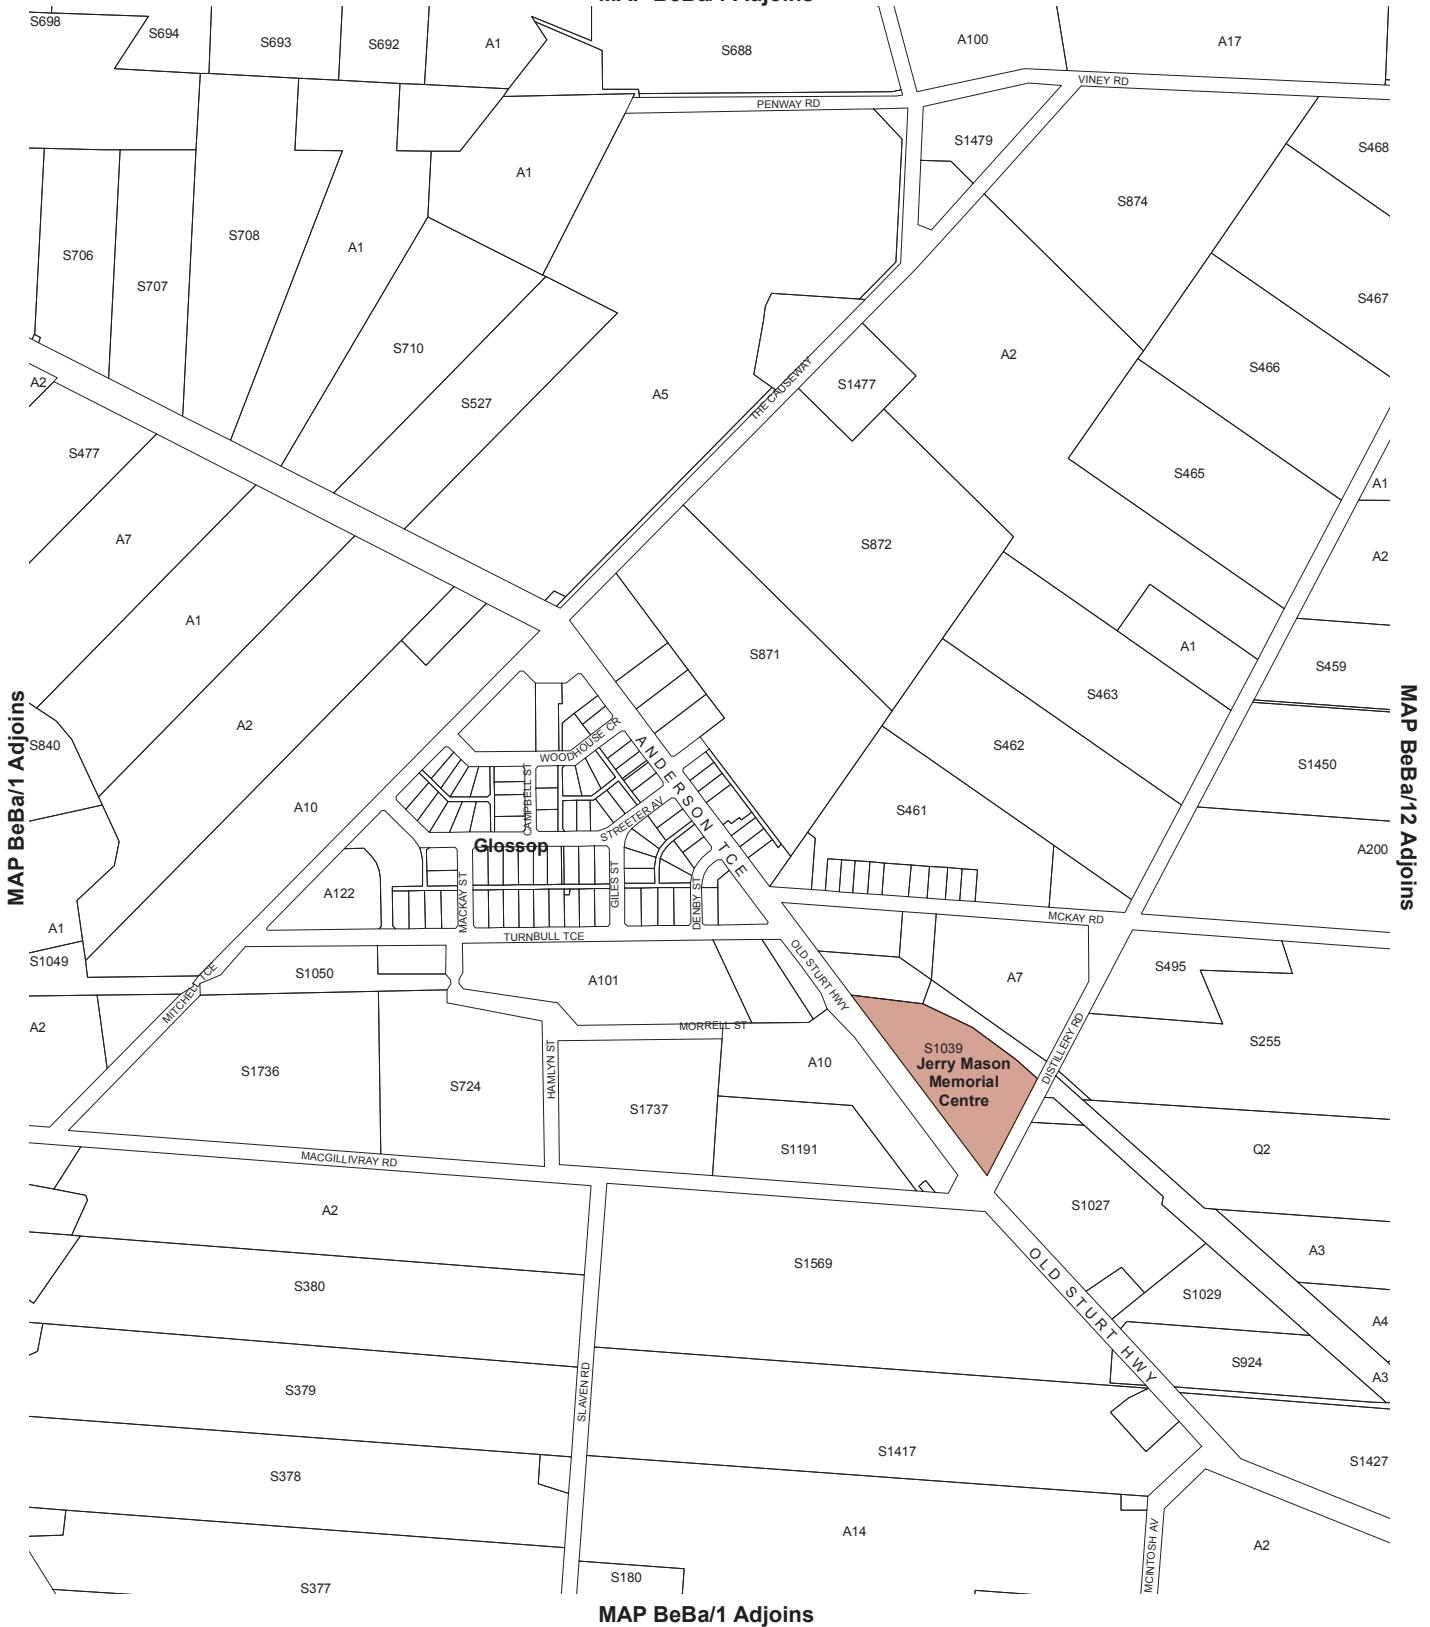 S698
S694
S693
S692
A1
S688
A100
A17
VINEY RD
PENWAY RD
S1479
S468
A1
S874
S706
S707
S708
A1
S467
S710
A2
S466
A2
S527
A5
THE CAUSEWAY
S1477
S477
S465
A1
A7
S872
A2
A1
S871
A1
S459
S463
MAP BeBa/1 Adjoins
MAP BeBa/12 Adjoins
S840
A2
WOODHOUSE CR
ANDERSON TCE
S462
S1450
A10
CAMPBELL ST
STREETER AV
S461
Glossop
A200
A122
MACKAY ST
GILES ST
DENBY ST
MCKAY RD
A1
TURNBULL TCE
S1049
S1050
MITCHELL TCE
A101
OLD STURT HWY
A7
S495
A2
MORRELL ST
S255
S1736
S724
HAMLYN ST
S1737
A10
S1039
Jerry Mason
Memorial
Centre
DISTILLERY RD
MACGILLIVRAY RD
S1191
Q2
A2
S1027
S1569
A3
S380
OLD STURT HWY
S1029
A4
S924
A3
S379
SLAVEN RD
S1417
S1427
S378
A14
A2
MCINTOSH AV
S377
S180
MAP BeBa/1 Adjoins